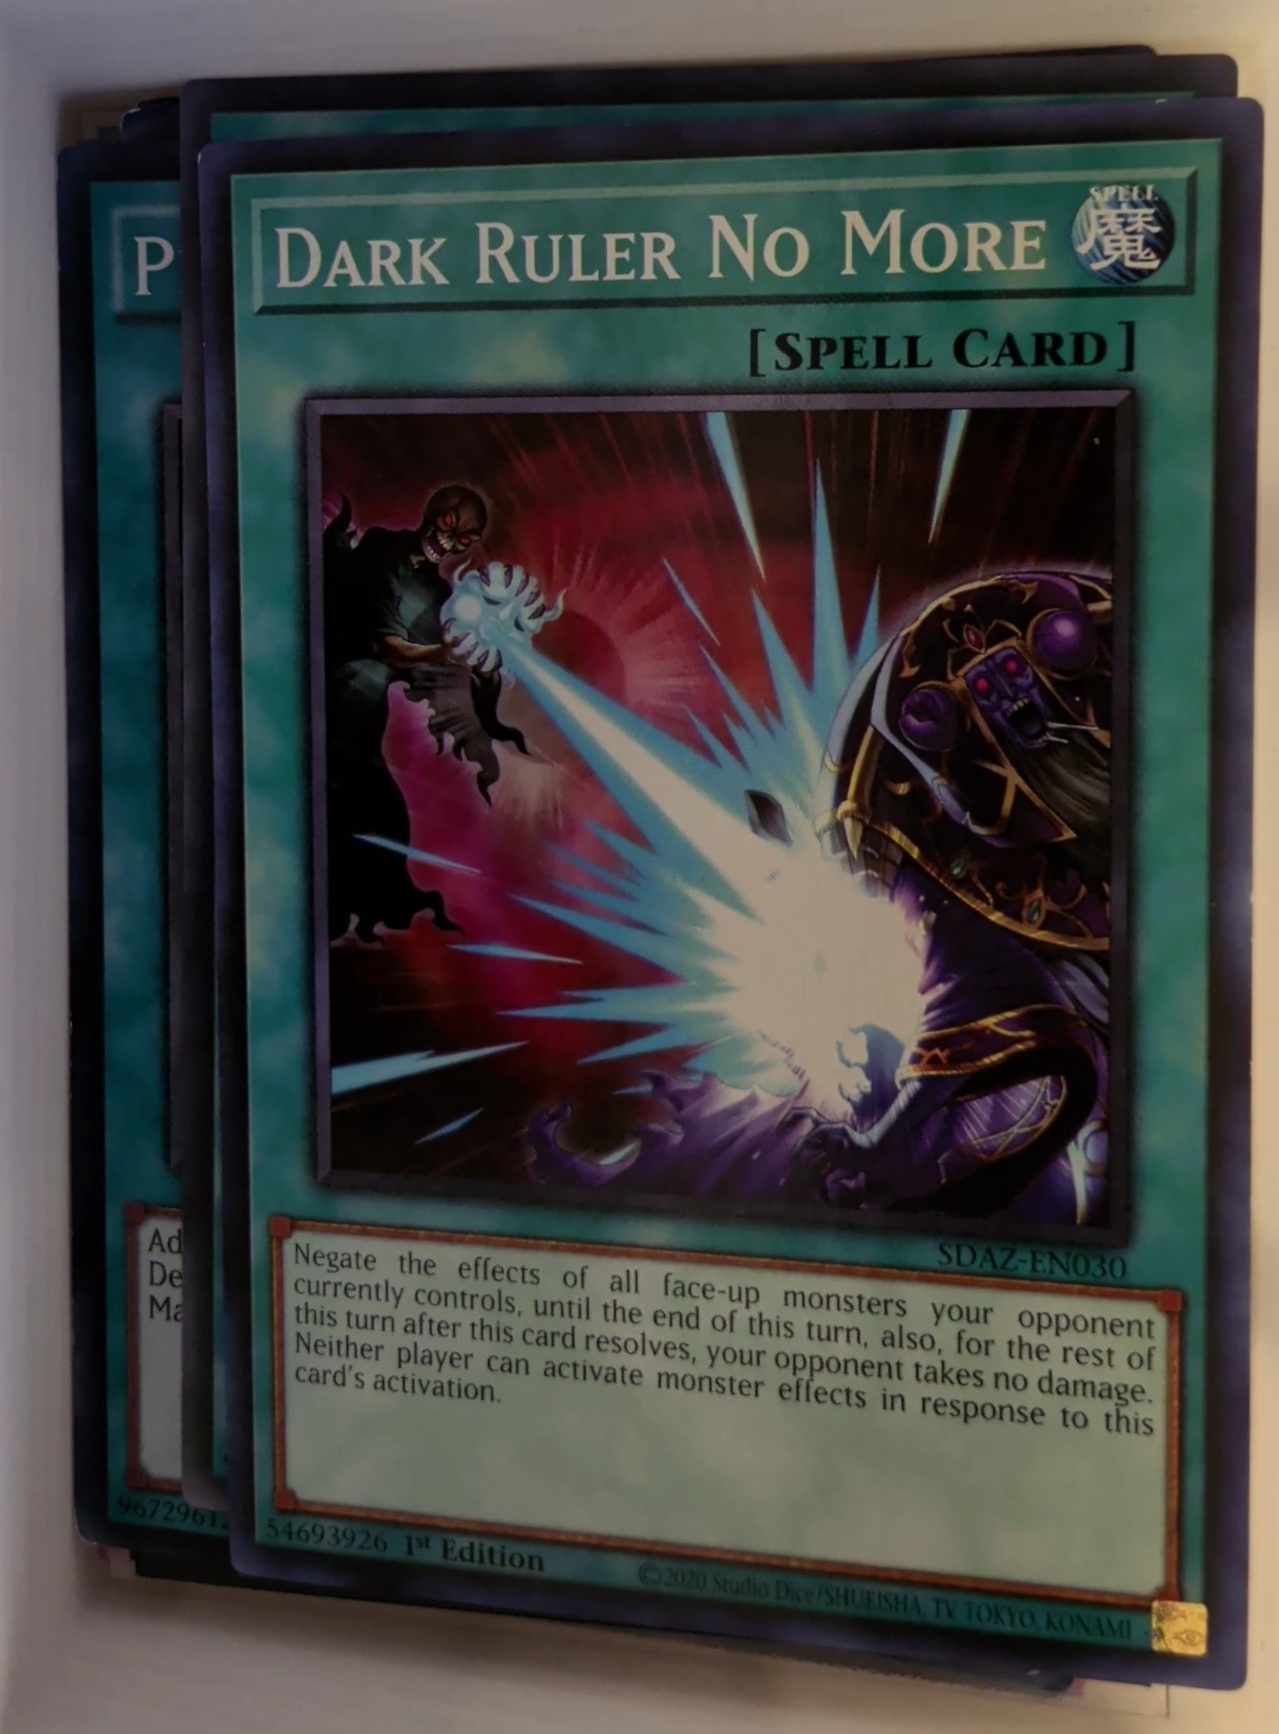 P
DARK RULER NO MORE
SPELL
魔
[SPELL CARD]
SDAZ-EN030
Negate the effects of all face-up monsters your opponent
currently controls, until the end of this turn, also, for the rest of
this turn after this card resolves, your opponent takes no damage.
Neither player can activate monster effects in response to this
card's activation.
54693926 1st Edition
©2020 Studio Dice/SHUEISHA, TV TOKYO, KONAMI
Ad
De
Ma
9672961